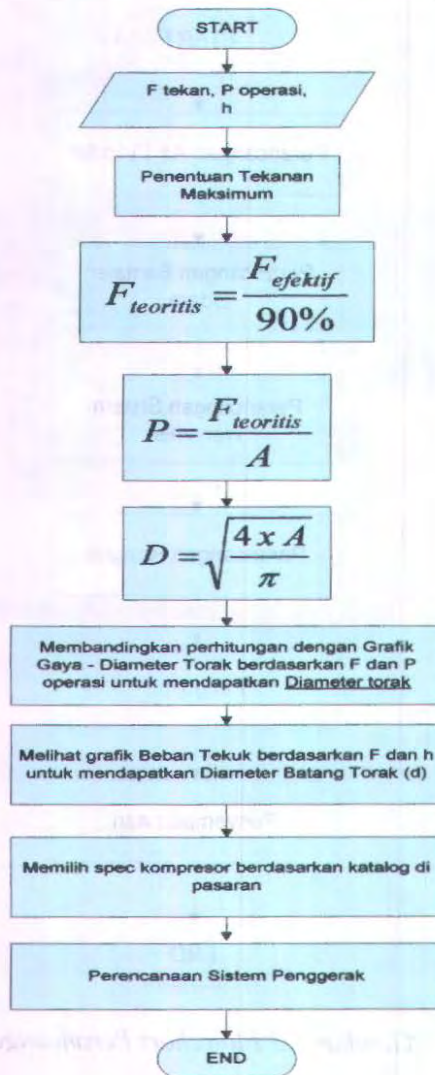 START
F tekan, P operasi,
h
Penentuan Tekanan
Maksimum
F teoritis = F efektif / 90%
P = F teoritis / A
D = √(4 x A / π)
Membandingkan perhitungan dengan Grafik
Gaya - Diameter Torak berdasarkan F dan P
operasi untuk mendapatkan Diameter torak
Melihat grafik Beban Tekuk berdasarkan F dan h
untuk mendapatkan Diameter Batang Torak (d)
Memilih spec kompresor berdasarkan katalog di
pasaran
Perencanaan Sistem Penggerak
END